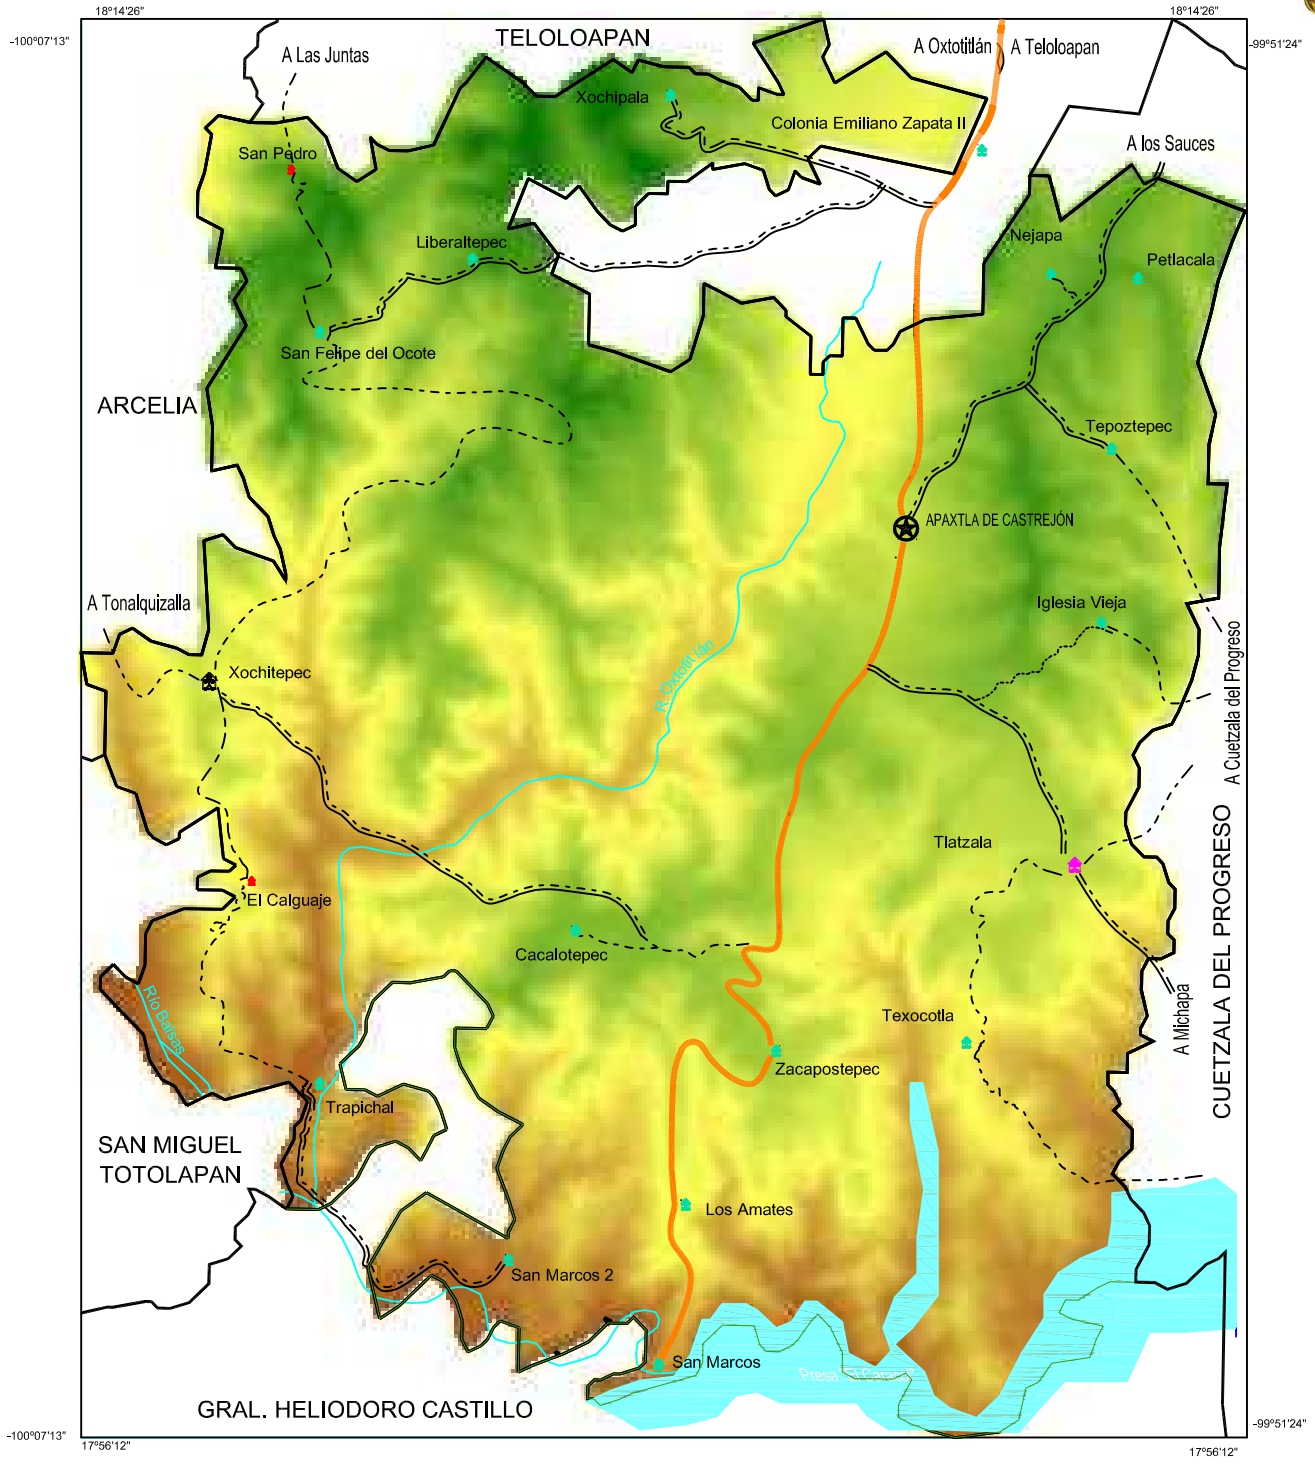 18°14'26"
18°14'26"
-100°07'13"
-99°51'24"
TELOLOAPAN
A Oxtotitlán
A Teloloapan
A Las Juntas
Xochipala
Colonia Emiliano Zapata II
A los Sauces
San Pedro
Nejapa
Liberaltepec
Petlacala
San Felipe del Ocote
ARCELIA
Tepoztepec
APAXTLA DE CASTREJÓN
A Tonalquizalla
Iglesia Vieja
Xochitepec
R. Oxtotitlán
A Cuetzala del Progreso
Tlatzala
El Calguaje
CUETZALA DEL PROGRESO
Cacalotepec
Río Balsas
Texocotla
A Michapa
Zacapostepec
Trapichal
SAN MIGUEL
TOTOLAPAN
Los Amates
San Marcos 2
San Marcos
Presa "El Caracol"
GRAL. HELIODORO CASTILLO
-100°07'13"
-99°51'24"
17°56'12"
17°56'12"